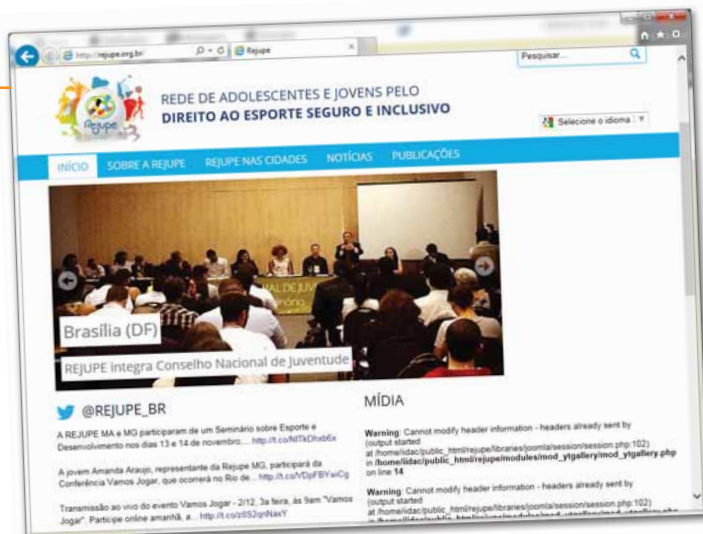 http://rejupe.org.br/
Rejupe
Pesquisar...
Rejupe
REDE DE ADOLESCENTES E JOVENS PELO
DIREITO AO ESPORTE SEGURO E INCLUSIVO
Selecione o idioma
INÍCIO SOBRE A REJUPE REJUPE NAS CIDADES NOTÍCIAS PUBLICAÇÕES
Brasília (DF)
REJUPE integra Conselho Nacional de Juventude
@REJUPE_BR
A REJUPE MA e MG participaram de um Seminário sobre Esporte e
Desenvolvimento nos dias 13 e 14 de novembro,... http://t.co/NITkDhxb6x
A jovem Amanda Araujo, representante da Rejupe MG, participará da
Conferência Vamos Jogar, que ocorrerá no Rio de... http://t.co/VDpFBYwiCg
Transmissão ao vivo do evento Vamos Jogar - 2/12, 3a feira, às 9am "Vamos
Jogar". Participe online amanhã, a... http://t.co/z8S2qnNaxY
MÍDIA
Warning: Cannot modify header information - headers already sent by
(output started
at /home/iidac/public_html/rejupe/libraries/joomla/session/session.php:102)
in /home/iidac/public_html/rejupe/modules/mod_ytgallery/mod_ytgallery.php
on line 14
Warning: Cannot modify header information - headers already sent by
(output started
at /home/iidac/public_html/rejupe/libraries/joomla/session/session.php:102)